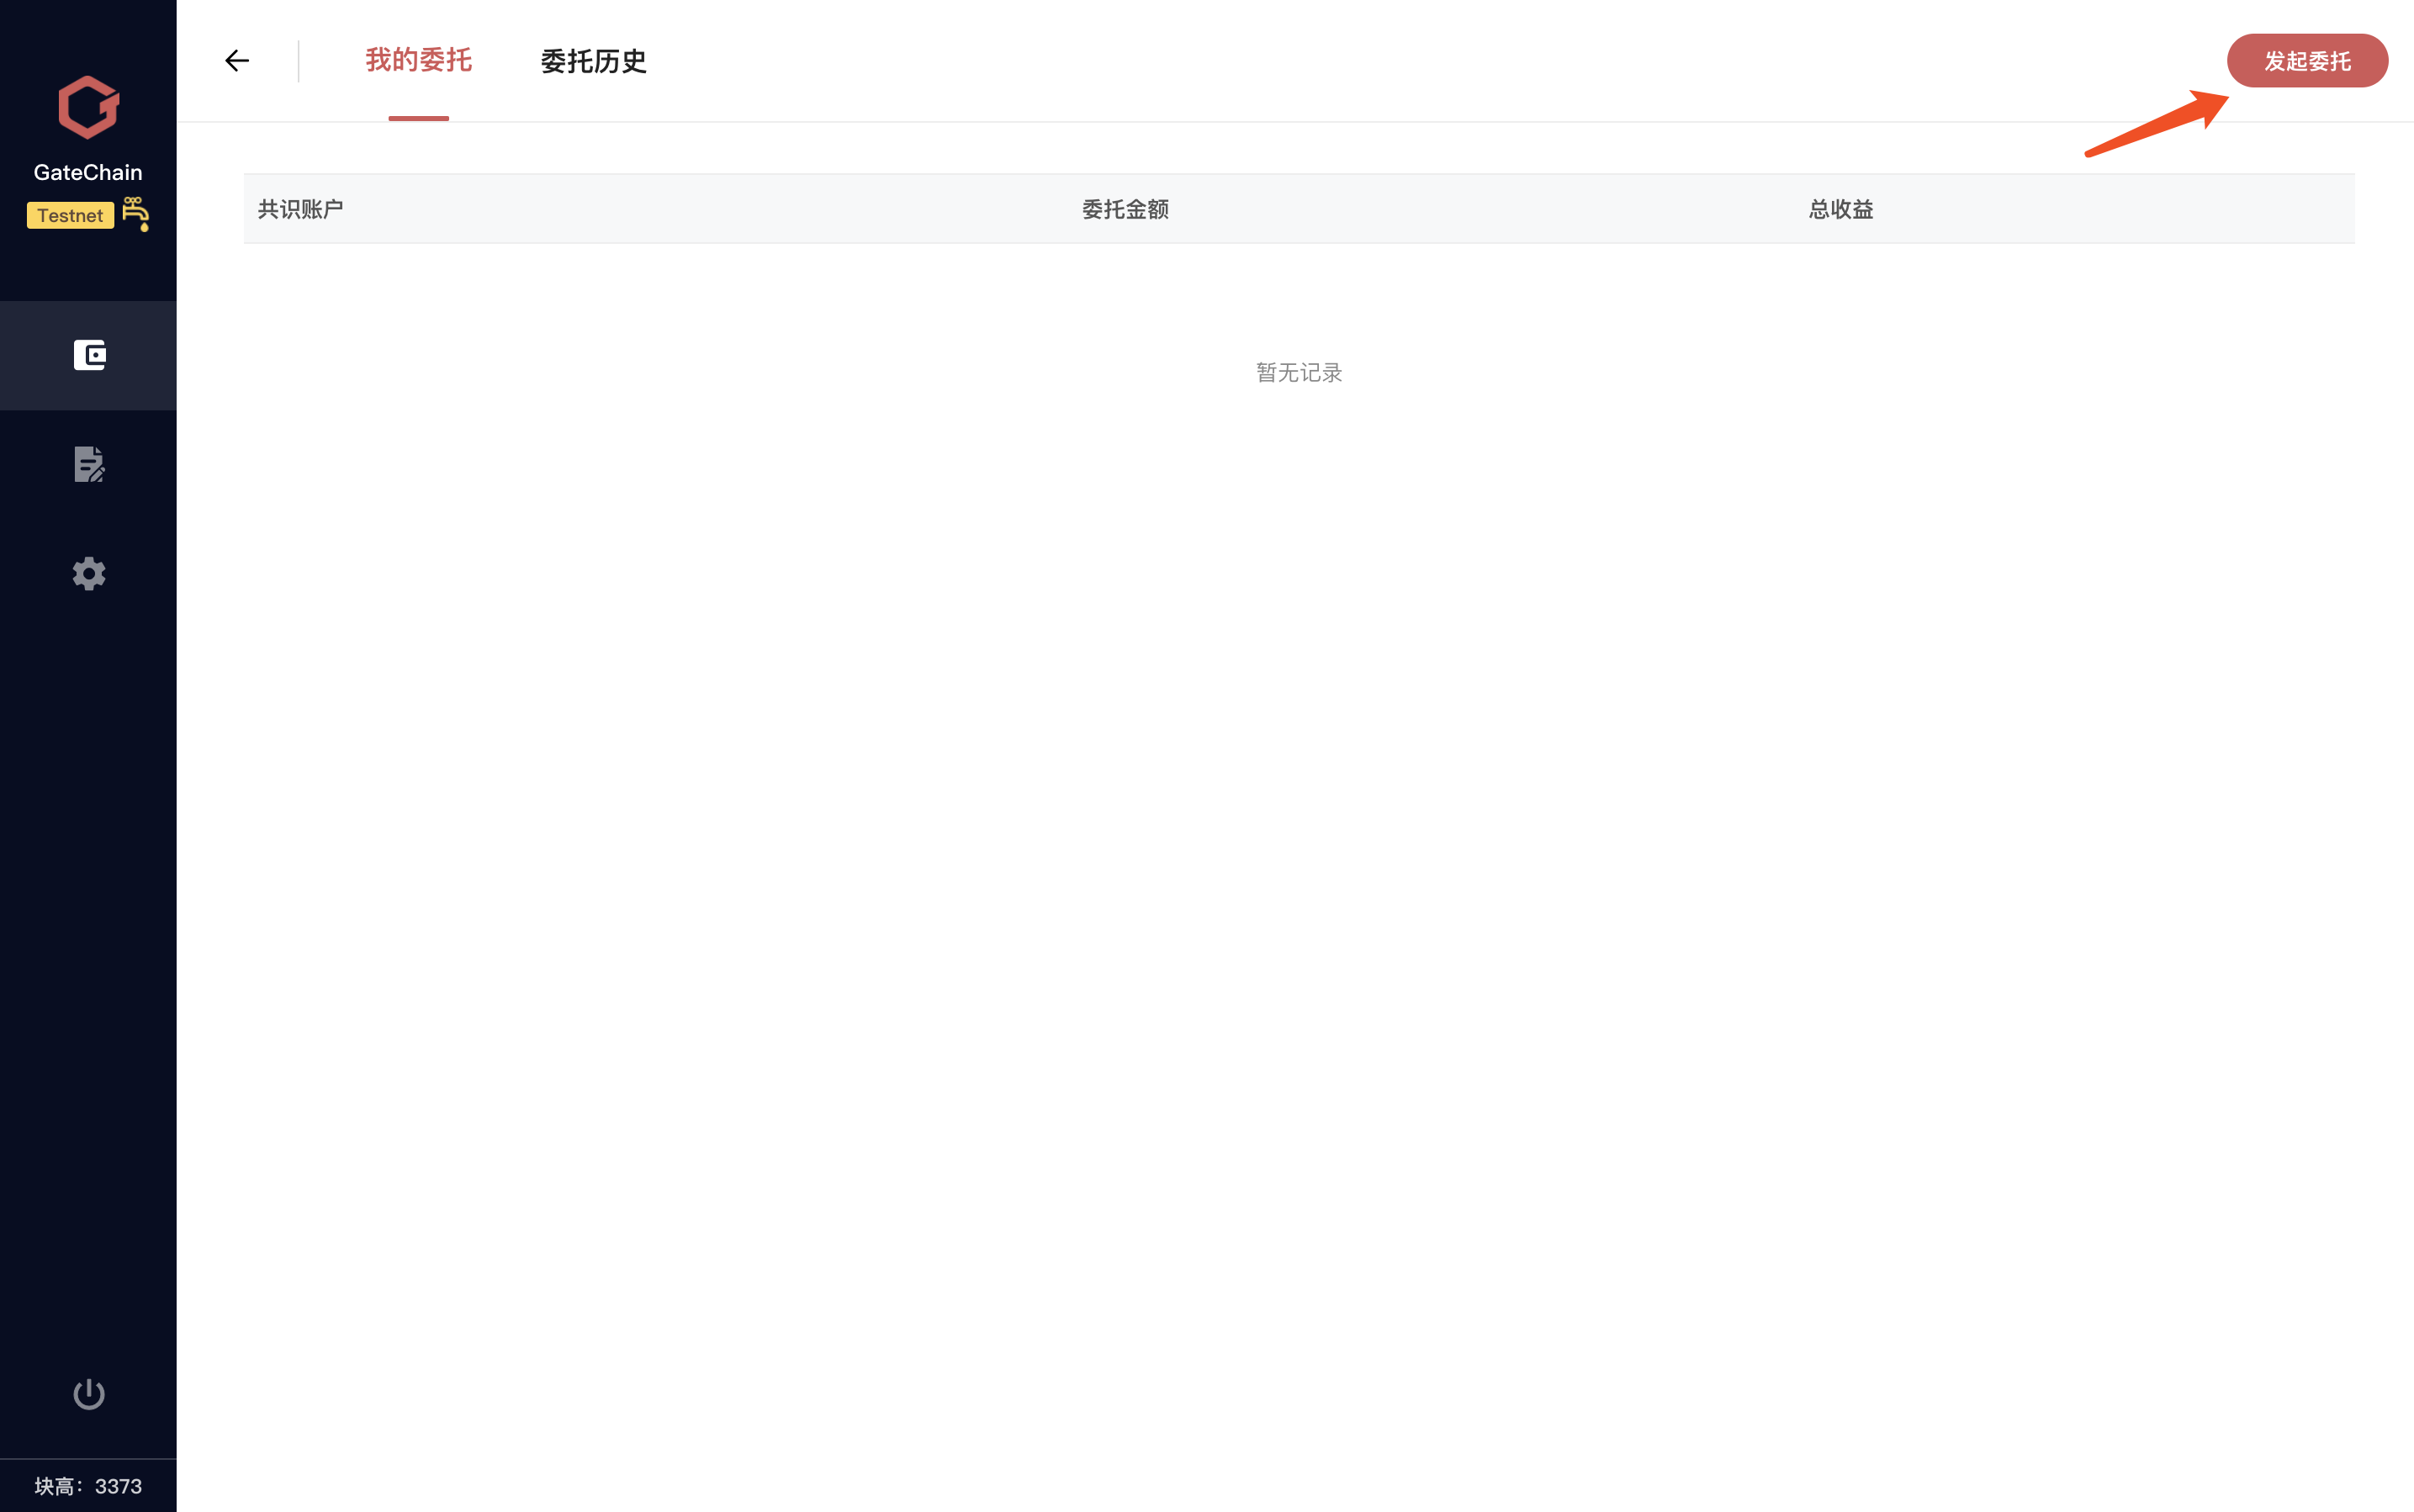 我的委托
委托历史
发起委托
GateChain
Testnet
共识账户
委托金额
总收益
暂无记录
块高：3373